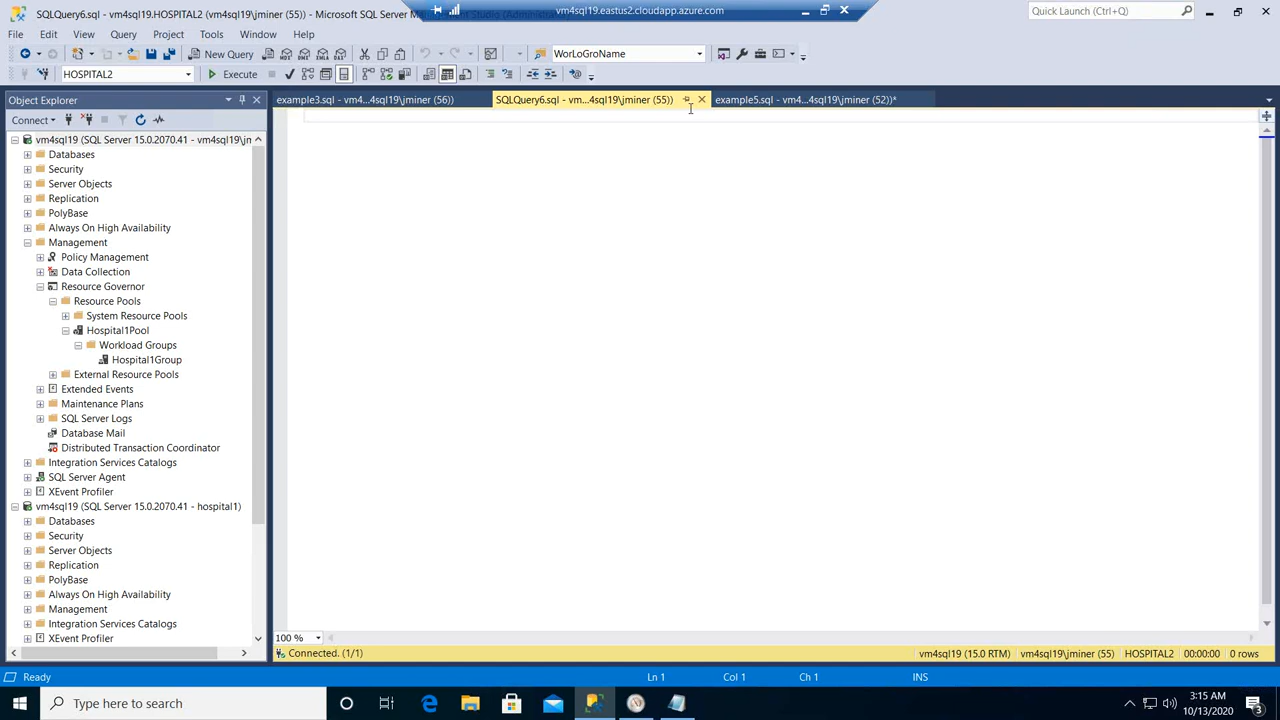 SQLQuery6.sql - vm4sql19.HOSPITAL2 (vm4sql19\jminer (55)) - Microsoft SQL Server
vm4sql19.eastus2.cloudapp.azure.com
Quick Launch (Ctrl+Q)
File Edit View Query Project Tools Window Help
New Query
WorLoGroName
HOSPITAL2
Execute
Object Explorer
example3.sql - vm4...4sql19\jminer (56))
SQLQuery6.sql - vm...4sql19\jminer (55))
example5.sql - vm4...4sql19\jminer (52))*
Connect
vm4sql19 (SQL Server 15.0.2070.41 - vm4sql19\jm
Databases
Security
Server Objects
Replication
PolyBase
Always On High Availability
Management
Policy Management
Data Collection
Resource Governor
Resource Pools
System Resource Pools
Hospital1Pool
Workload Groups
Hospital1Group
External Resource Pools
Extended Events
Maintenance Plans
SQL Server Logs
Database Mail
Distributed Transaction Coordinator
Integration Services Catalogs
SQL Server Agent
XEvent Profiler
vm4sql19 (SQL Server 15.0.2070.41 - hospital1)
Databases
Security
Server Objects
Replication
PolyBase
Always On High Availability
Management
Integration Services Catalogs
XEvent Profiler
100 %
Connected. (1/1)
vm4sql19 (15.0 RTM)
vm4sql19\jminer (55)
HOSPITAL2
00:00:00
0 rows
Ready
Ln 1
Col 1
Ch 1
INS
Type here to search
3:15 AM
10/13/2020
3